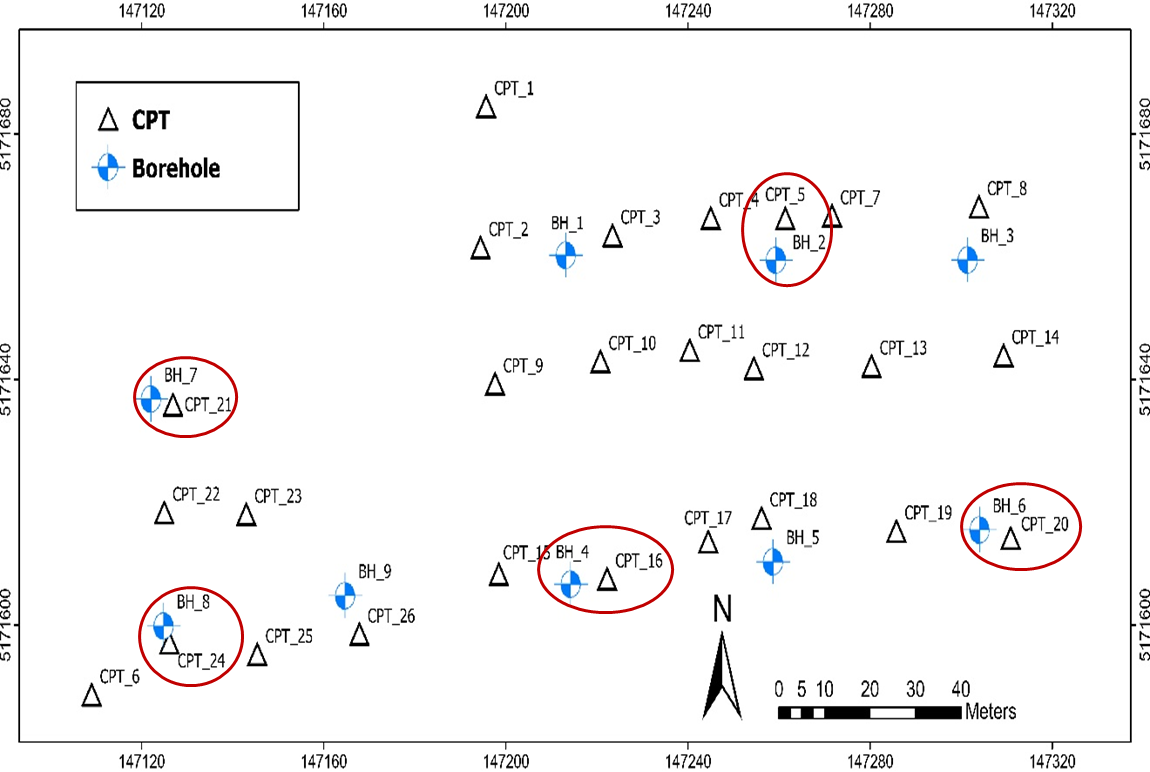 147120 147160 147200 147240 147280 147320
5171680
5171640
5171600
CPT
Borehole
CPT_1
CPT_2
BH_1
CPT_3
CPT_4
CPT_5
CPT_7
BH_2
CPT_8
BH_3
CPT_9
CPT_10
CPT_11
CPT_12
CPT_13
CPT_14
BH_7
CPT_21
CPT_22
CPT_23
CPT_15
BH_4
CPT_16
CPT_17
CPT_18
BH_5
CPT_19
BH_6
CPT_20
BH_8
CPT_24
BH_9
CPT_26
CPT_25
CPT_6
N
0 5 10 20 30 40
Meters
5171680
5171640
5171600
147120 147160 147200 147240 147280 147320